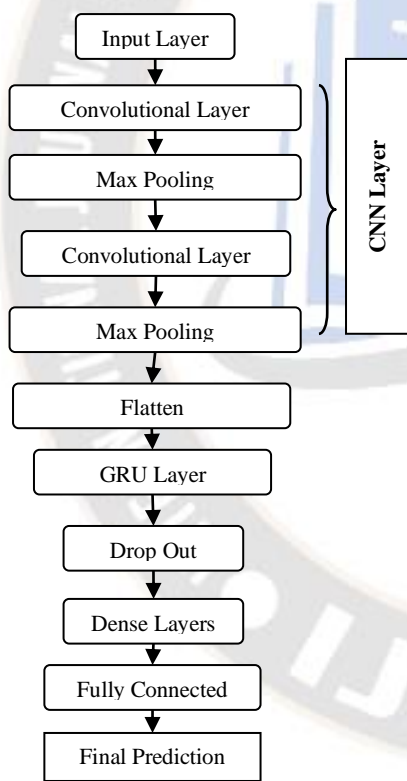 Input Layer
Convolutional Layer
Max Pooling
Convolutional Layer
Max Pooling
CNN Layer
Flatten
GRU Layer
Drop Out
Dense Layers
Fully Connected
Final Prediction